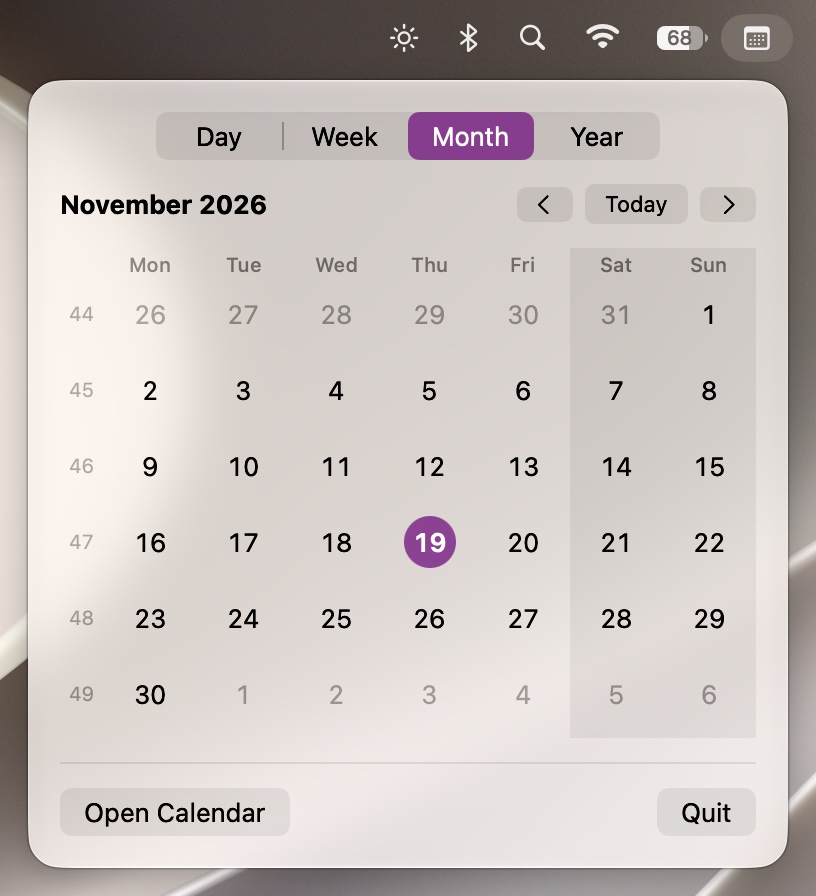 68
Day Week Month Year
November 2026 Today
Mon Tue Wed Thu Fri Sat Sun
44 26 27 28 29 30 31 1
45 2 3 4 5 6 7 8
46 9 10 11 12 13 14 15
47 16 17 18 19 20 21 22
48 23 24 25 26 27 28 29
49 30 1 2 3 4 5 6
Open Calendar Quit